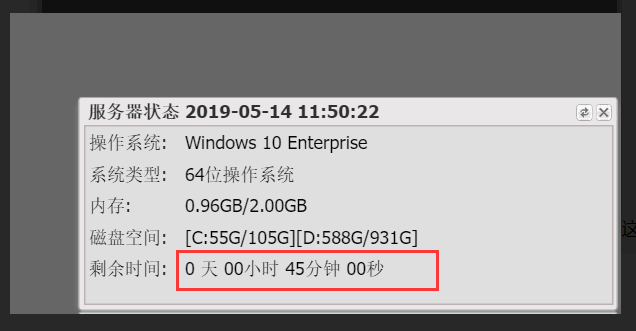 服务器状态 2019-05-14 11:50:22
操作系统: Windows 10 Enterprise
系统类型: 64位操作系统
内存: 0.96GB/2.00GB
磁盘空间: [C:55G/105G][D:588G/931G]
剩余时间: 0 天 00小时 45分钟 00秒